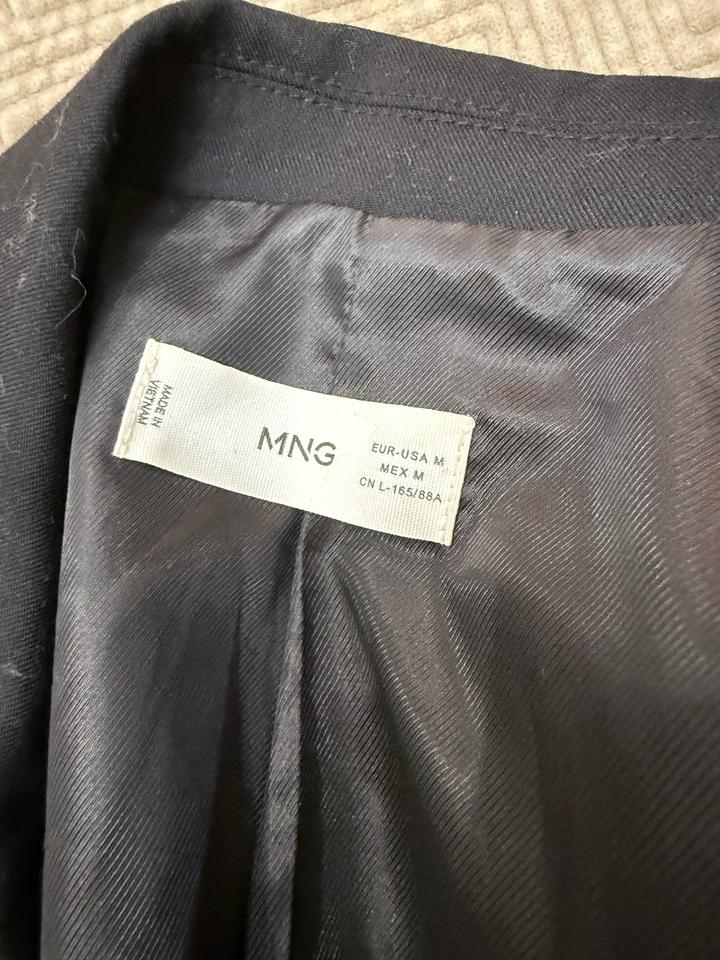 MADE IN
VIETNAM
MNG
EUR-USA M
MEX M
CN L-165/88A